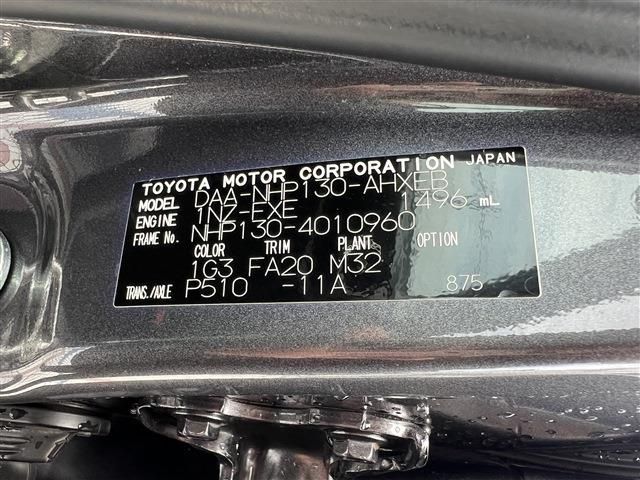 TOYOTA MOTOR CORPORATION JAPAN
MODEL DAA-NHP130-AHXEB
ENGINE 1NZ-FXE 1496 mL
FRAME No. NHP130-4010960
COLOR TRIM PLANT OPTION
1G3 FA20 M32
TRANS./AXLE P510 -11A 875